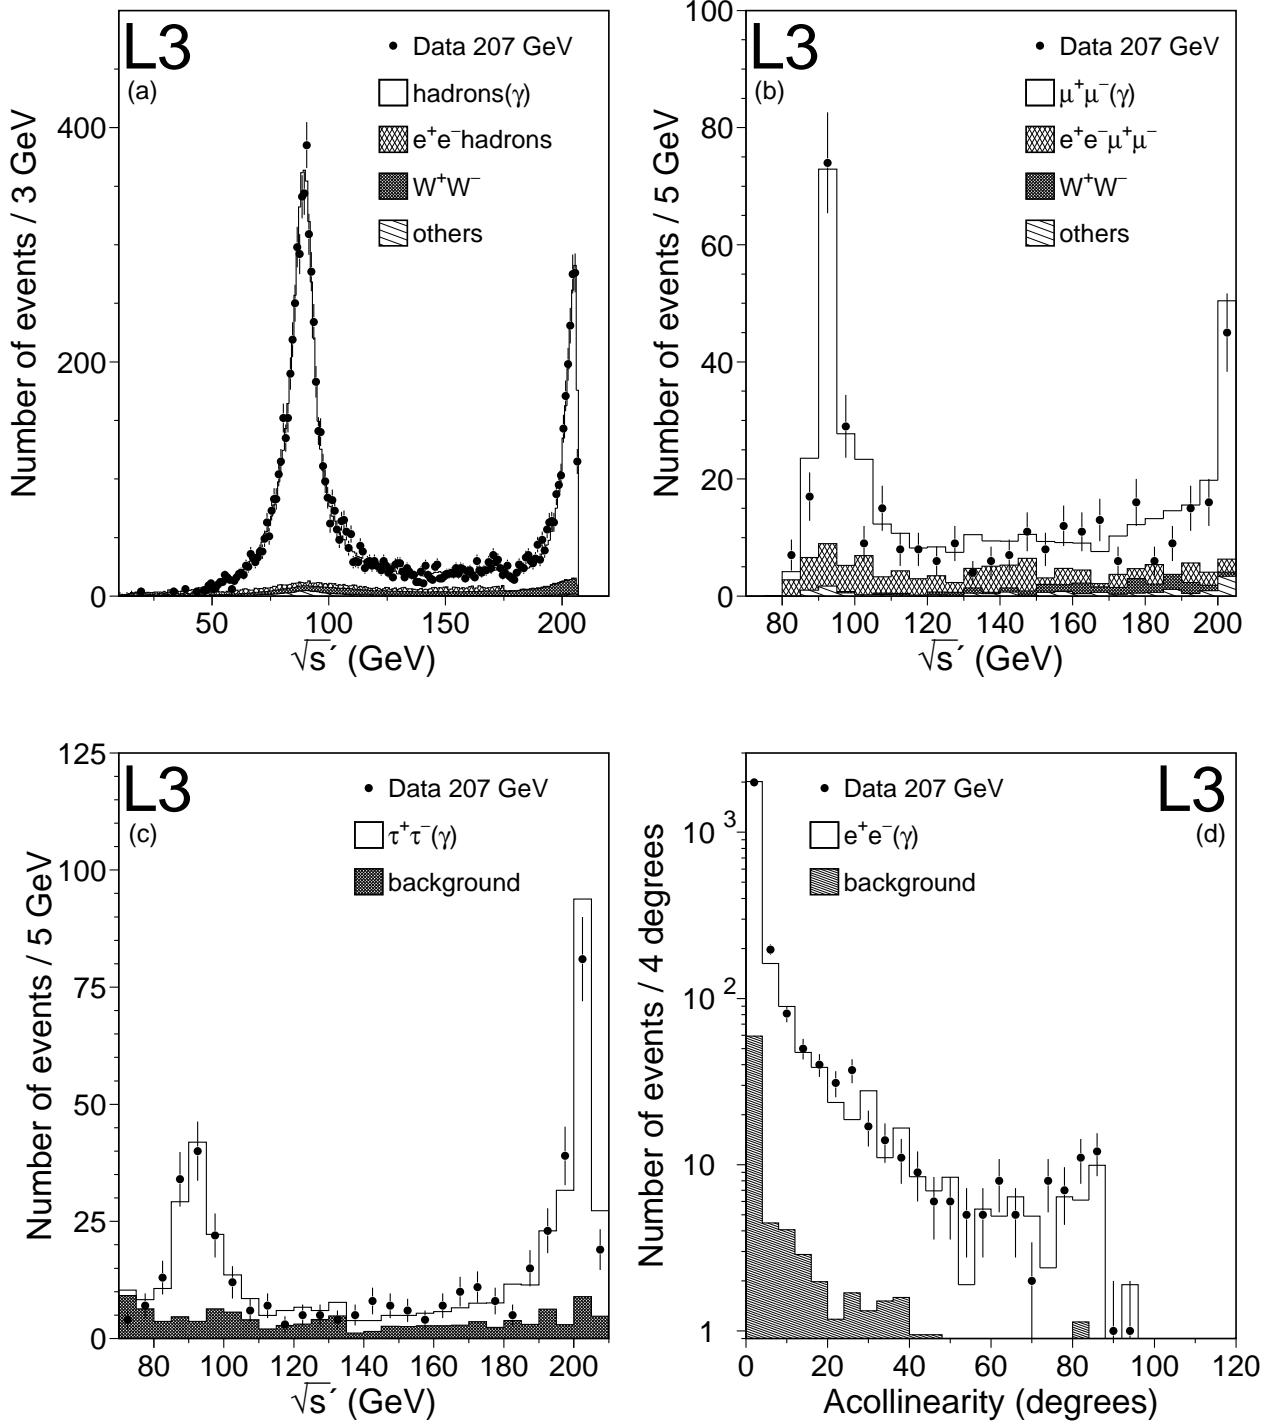 L3
(a)
Data 207 GeV
hadrons(γ)
e⁺e⁻hadrons
W⁺W⁻
others
Number of events / 3 GeV
400
200
0
50 100 150 200
√s´ (GeV)
L3
(b)
Data 207 GeV
μ⁺μ⁻(γ)
e⁺e⁻μ⁺μ⁻
W⁺W⁻
others
Number of events / 5 GeV
100
80
60
40
20
0
80 100 120 140 160 180 200
√s´ (GeV)
L3
(c)
Data 207 GeV
τ⁺τ⁻(γ)
background
Number of events / 5 GeV
125
100
75
50
25
0
80 100 120 140 160 180 200
√s´ (GeV)
L3
(d)
Data 207 GeV
e⁺e⁻(γ)
background
Number of events / 4 degrees
10³
10²
10
1
0 20 40 60 80 100 120
Acollinearity (degrees)